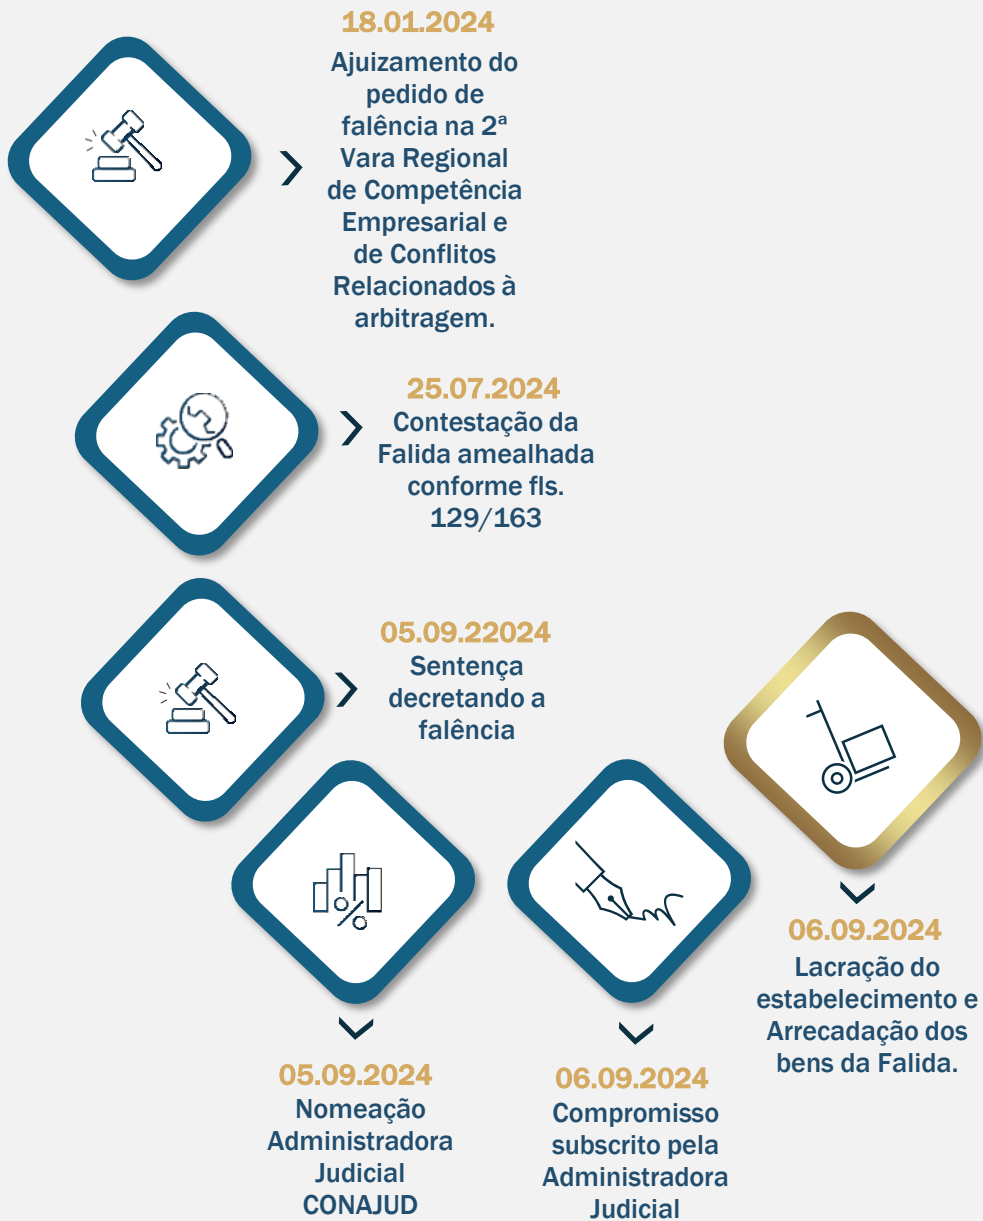 18.01.2024
Ajuizamento do
pedido de
falência na 2ª
Vara Regional
de Competência
Empresarial e
de Conflitos
Relacionados à
arbitragem.
25.07.2024
Contestação da
Falida amealhada
conforme fls.
129/163
05.09.22024
Sentença
decretando a
falência
05.09.2024
Nomeação
Administradora
Judicial
CONAJUD
06.09.2024
Compromisso
subscrito pela
Administradora
Judicial
06.09.2024
Lacração do
estabelecimento e
Arrecadação dos
bens da Falida.